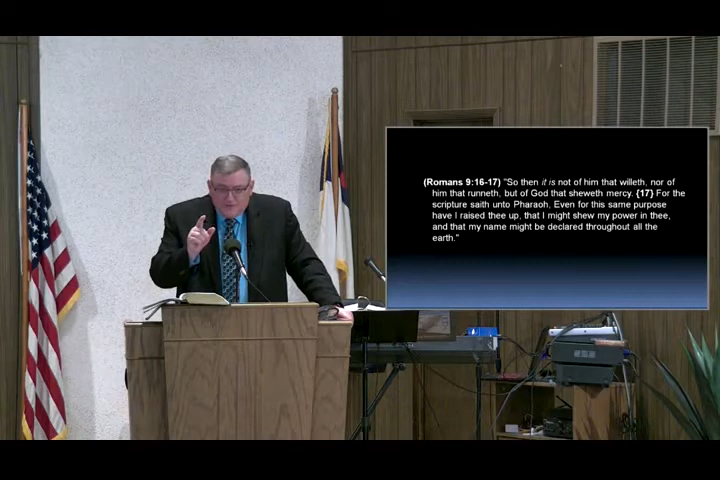 (Romans 9:16-17) "So then it is not of him that willeth, nor of
him that runneth, but of God that sheweth mercy. {17} For the
scripture saith unto Pharaoh, Even for this same purpose
have I raised thee up, that I might shew my power in thee,
and that my name might be declared throughout all the
earth."